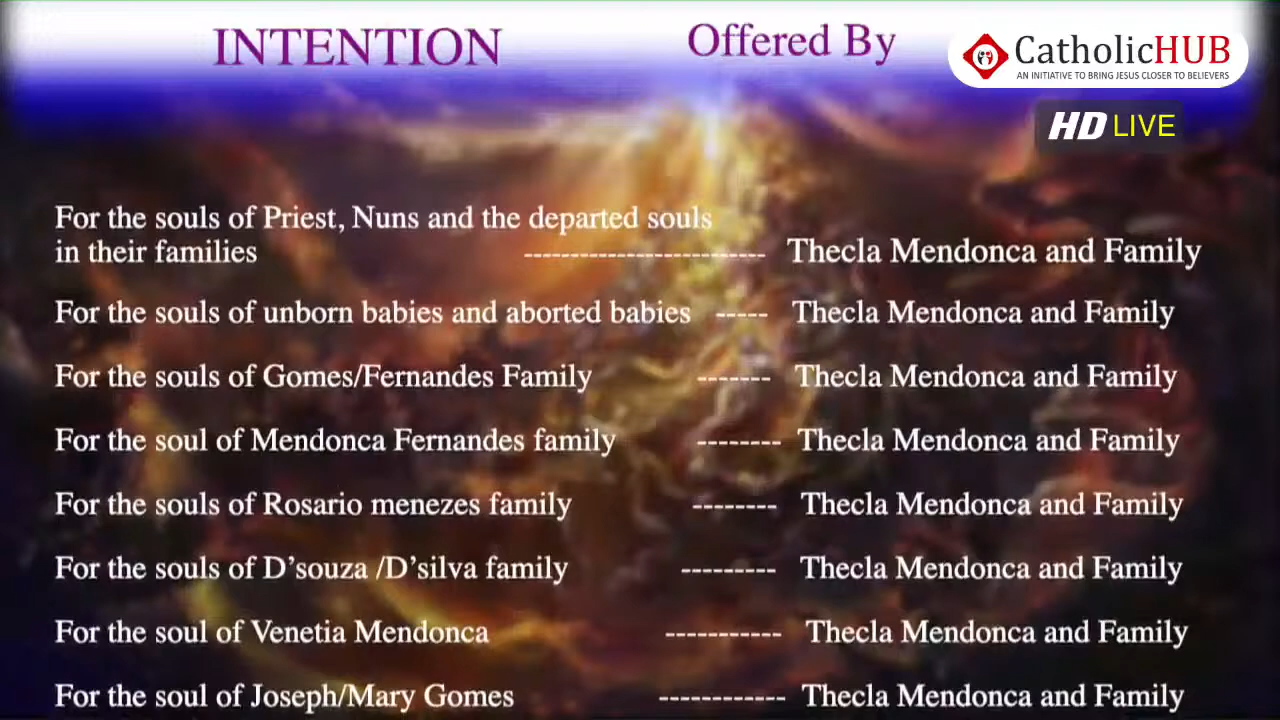 INTENTION Offered By
CatholicHUB
AN INITIATIVE TO BRING JESUS CLOSER TO BELIEVERS
HD LIVE
For the souls of Priest, Nuns and the departed souls
in their families -------------------------- Thecla Mendonca and Family
For the souls of unborn babies and aborted babies ----- Thecla Mendonca and Family
For the souls of Gomes/Fernandes Family ------- Thecla Mendonca and Family
For the soul of Mendonca Fernandes family -------- Thecla Mendonca and Family
For the souls of Rosario menezes family -------- Thecla Mendonca and Family
For the souls of D’souza /D’silva family --------- Thecla Mendonca and Family
For the soul of Venetia Mendonca ----------- Thecla Mendonca and Family
For the soul of Joseph/Mary Gomes ------------ Thecla Mendonca and Family